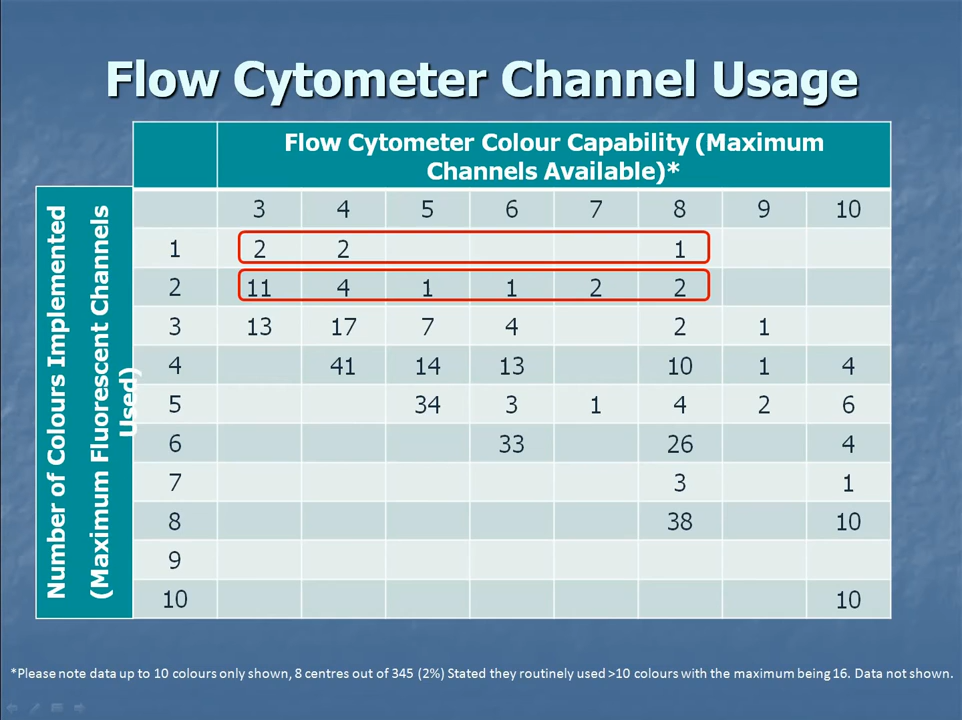 Flow Cytometer Channel Usage
Flow Cytometer Colour Capability (Maximum
Channels Available)*
Number of Colours Implemented
(Maximum Fluorescent Channels
Used)
3 4 5 6 7 8 9 10
1 2 2 1
2 11 4 1 1 2 2
3 13 17 7 4 2 1
4 41 14 13 10 1 4
5 34 3 1 4 2 6
6 33 26 4
7 3 1
8 38 10
9
10 10
*Please note data up to 10 colours only shown, 8 centres out of 345 (2%) Stated they routinely used >10 colours with the maximum being 16. Data not shown.